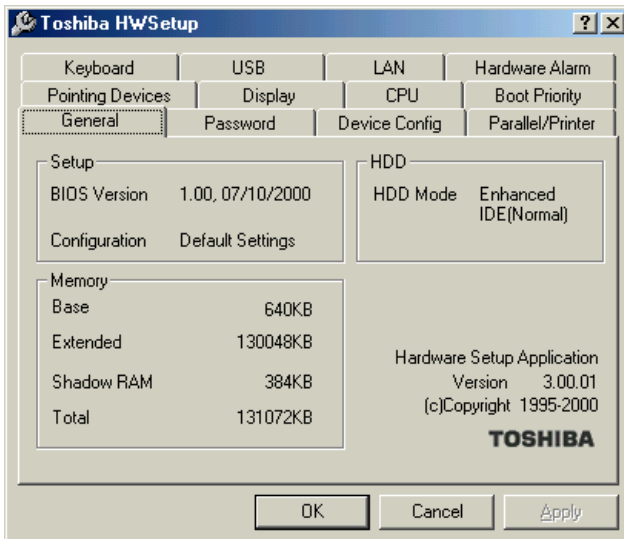 Toshiba HWSetup
Keyboard USB LAN Hardware Alarm
Pointing Devices Display CPU Boot Priority
General Password Device Config Parallel/Printer
Setup
BIOS Version 1.00, 07/10/2000
Configuration Default Settings
HDD
HDD Mode Enhanced
IDE(Normal)
Memory
Base 640KB
Extended 130048KB
Shadow RAM 384KB
Total 131072KB
Hardware Setup Application
Version 3.00.01
(c)Copyright 1995-2000
TOSHIBA
OK Cancel Apply